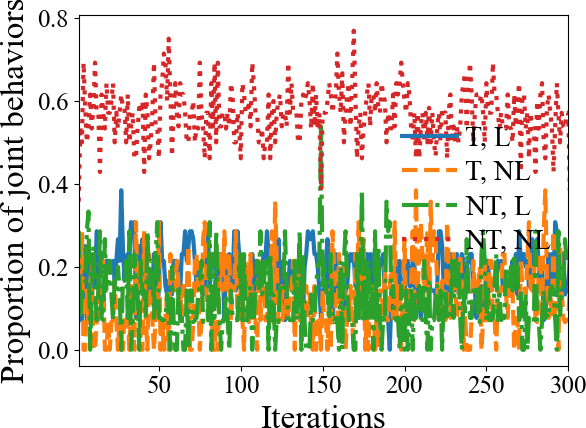 Proportion of joint behaviors
0.8
0.6
0.4
0.2
0.0
T, L
T, NL
NT, L
NT, NL
50 100 150 200 250 300
Iterations